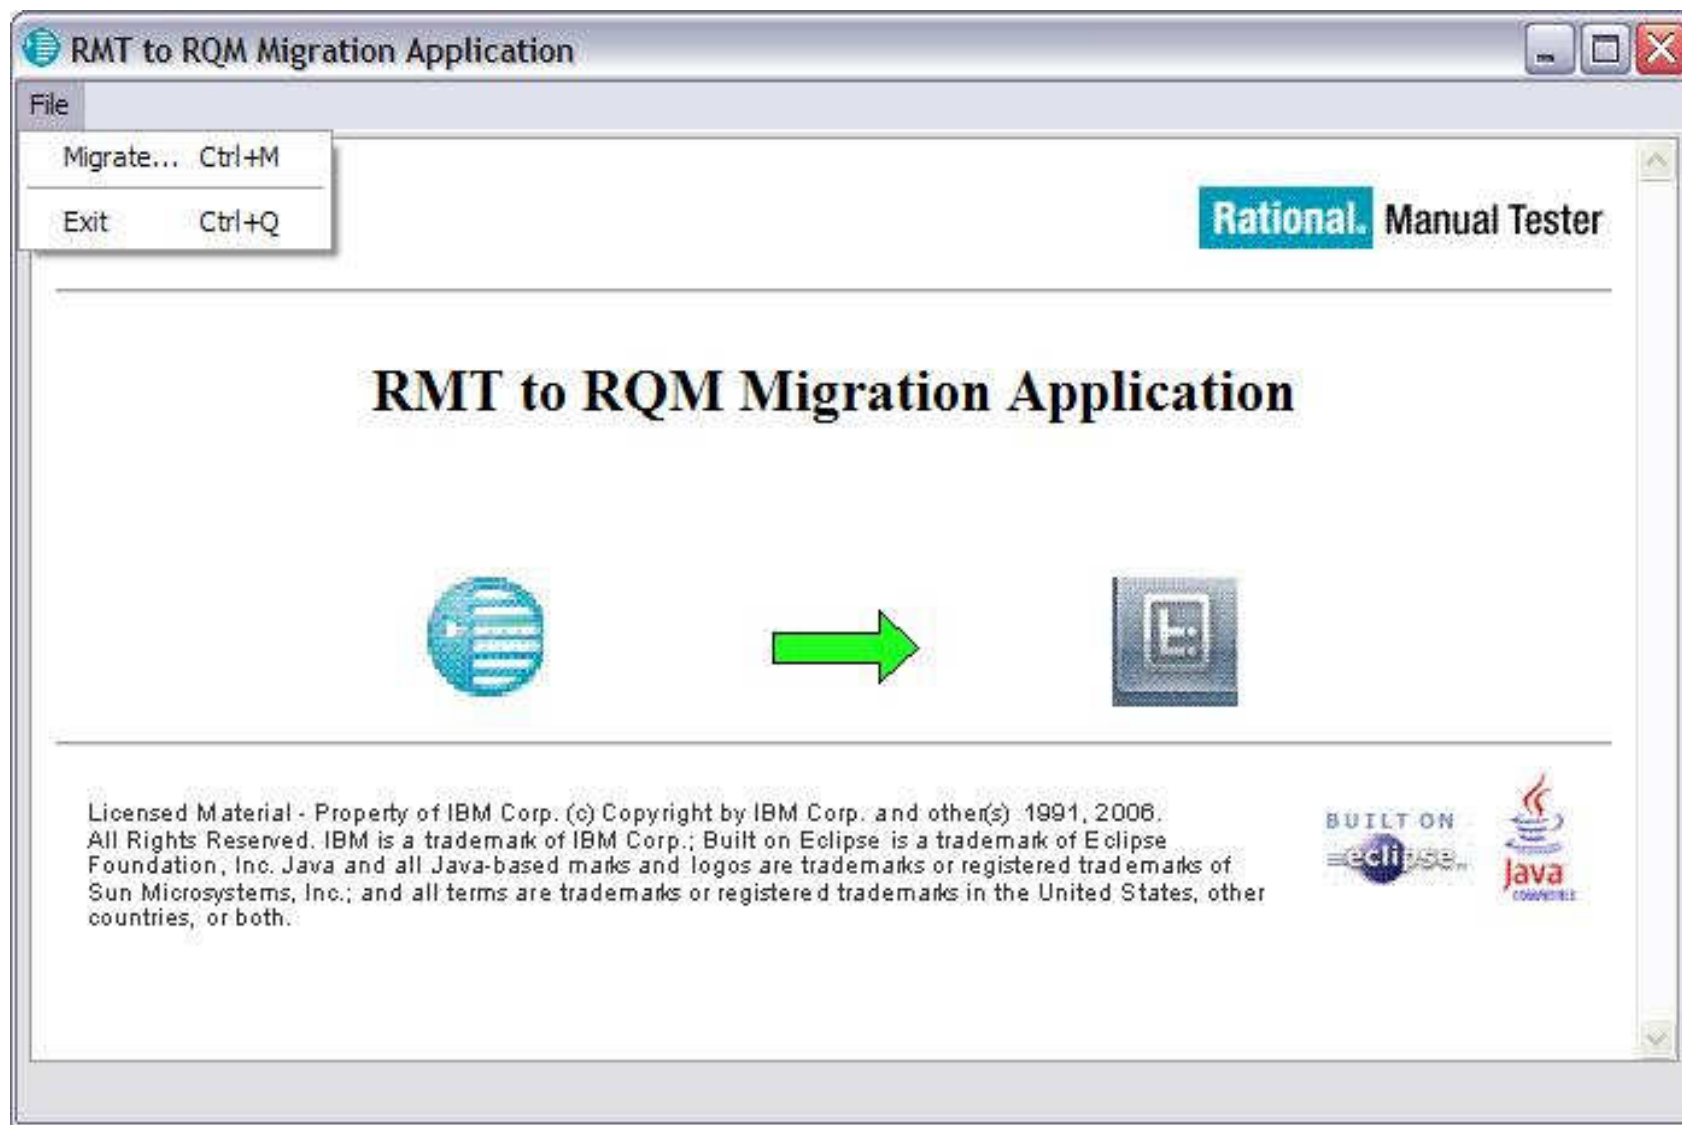 RMT to RQM Migration Application
File
Migrate... Ctrl+M
Exit Ctrl+Q
Rational. Manual Tester
RMT to RQM Migration Application
Licensed Material - Property of IBM Corp. (c) Copyright by IBM Corp. and other(s) 1991, 2006.
All Rights Reserved. IBM is a trademark of IBM Corp.; Built on Eclipse is a trademark of Eclipse
Foundation, Inc. Java and all Java-based marks and logos are trademarks or registered trademarks of
Sun Microsystems, Inc.; and all terms are trademarks or registered trademarks in the United States, other
countries, or both.
BUILT ON
eclipse
Java